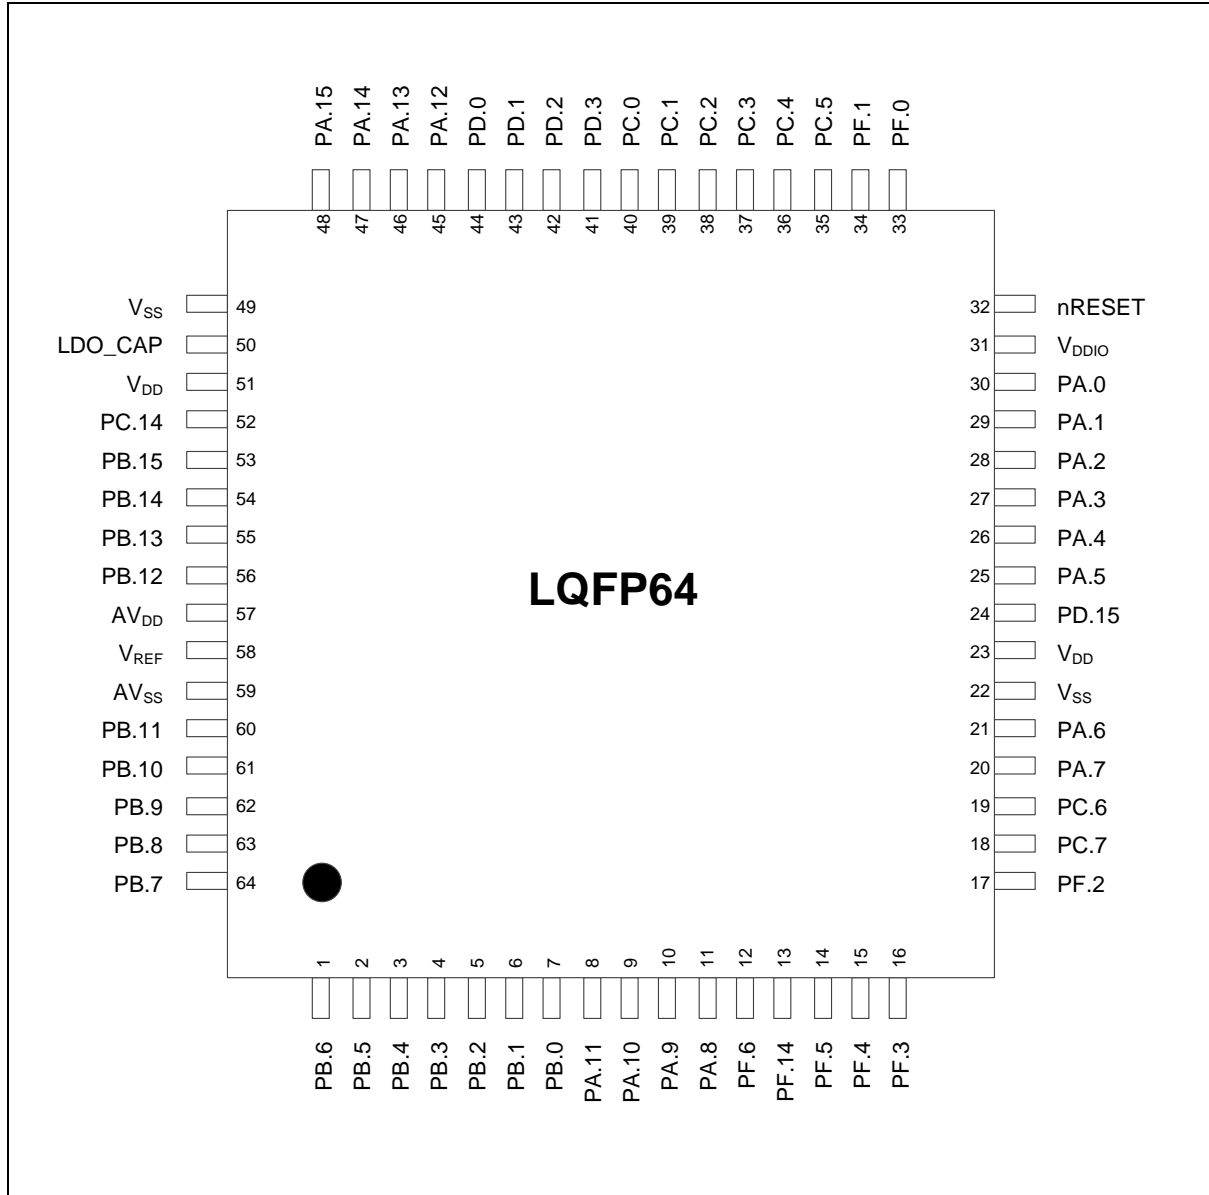 PA.15 PA.14 PA.13 PA.12 PD.0 PD.1 PD.2 PD.3 PC.0 PC.1 PC.2 PC.3 PC.4 PC.5 PF.1 PF.0
48 47 46 45 44 43 42 41 40 39 38 37 36 35 34 33
VSS 49 32 nRESET
LDO_CAP 50 31 VDDIO
VDD 51 30 PA.0
PC.14 52 29 PA.1
PB.15 53 28 PA.2
PB.14 54 27 PA.3
PB.13 55 26 PA.4
PB.12 56 25 PA.5
LQFP64
AVDD 57 24 PD.15
VREF 58 23 VDD
AVSS 59 22 VSS
PB.11 60 21 PA.6
PB.10 61 20 PA.7
PB.9 62 19 PC.6
PB.8 63 18 PC.7
PB.7 64 17 PF.2
1 2 3 4 5 6 7 8 9 10 11 12 13 14 15 16
PB.6 PB.5 PB.4 PB.3 PB.2 PB.1 PB.0 PA.11 PA.10 PA.9 PA.8 PF.6 PF.14 PF.5 PF.4 PF.3